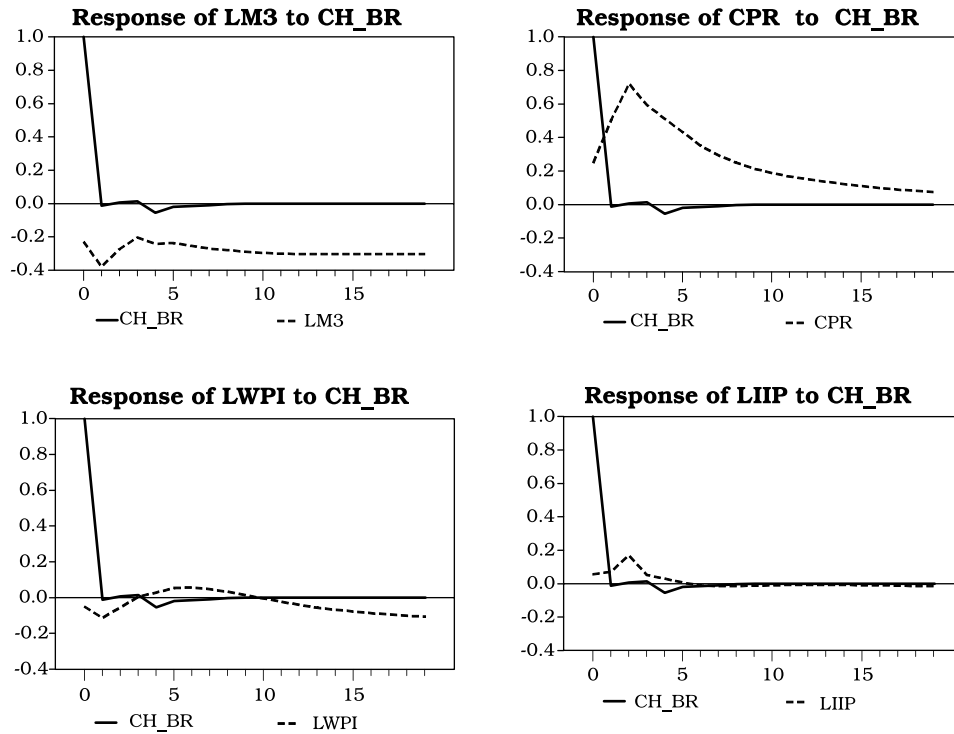 Response of LM3 to CH_BR
1.0
0.8
0.6
0.4
0.2
0.0
-0.2
-0.4
0 5 10 15
CH_BR LM3
Response of CPR to CH_BR
1.0
0.8
0.6
0.4
0.2
0.0
-0.2
-0.4
0 5 10 15
CH_BR CPR
Response of LWPI to CH_BR
1.0
0.8
0.6
0.4
0.2
0.0
-0.2
-0.4
0 5 10 15
CH_BR LWPI
Response of LIIP to CH_BR
1.0
0.8
0.6
0.4
0.2
0.0
-0.2
-0.4
0 5 10 15
CH_BR LIIP